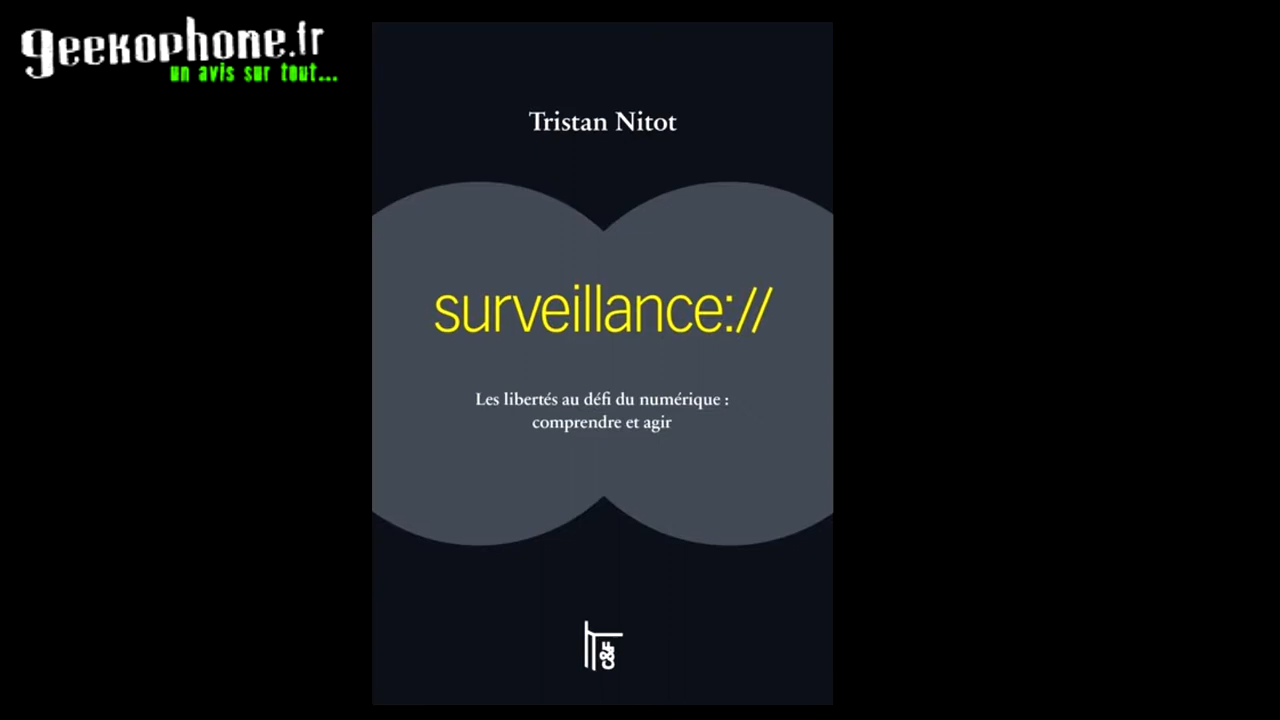 geekophone.fr
un avis sur tout...
Tristan Nitot
surveillance://
Les libertés au défi du numérique :
comprendre et agir
C&F